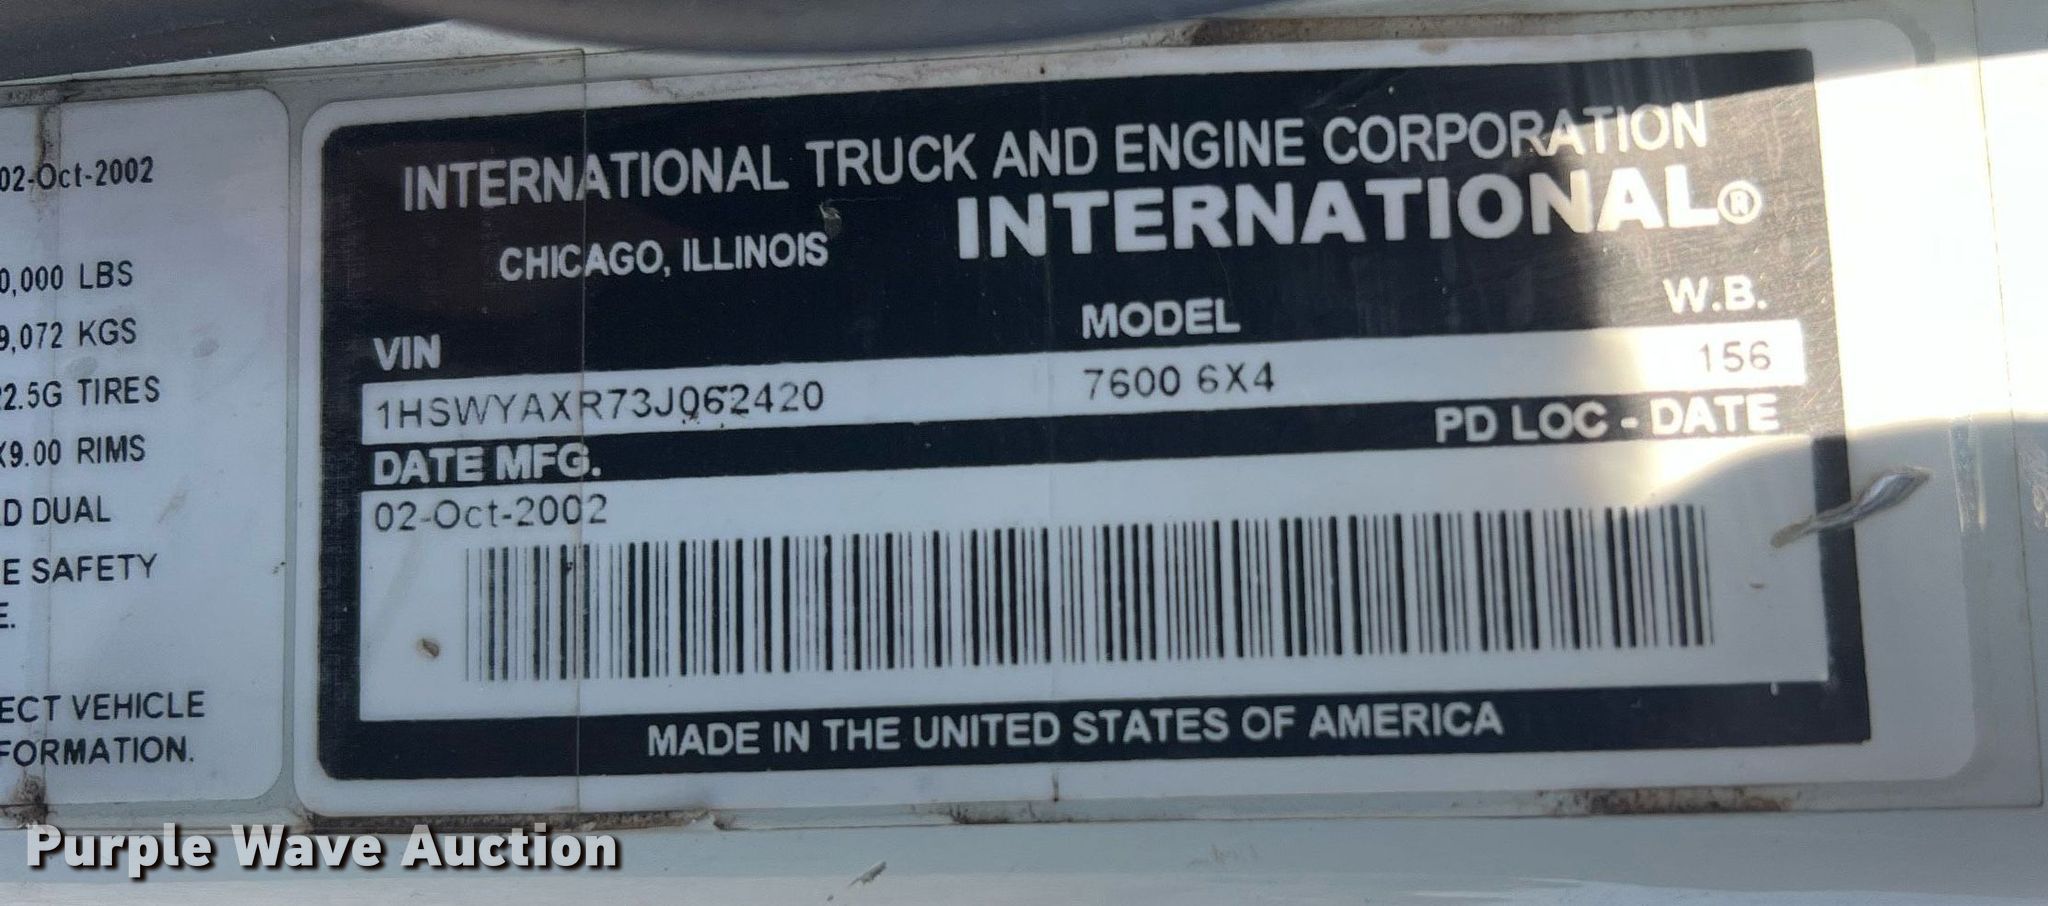 02-Oct-2002
0,000 LBS
9,072 KGS
2.5G TIRES
X9.00 RIMS
D DUAL
E SAFETY
E.
ECT VEHICLE
FORMATION.
INTERNATIONAL TRUCK AND ENGINE CORPORATION
CHICAGO, ILLINOIS INTERNATIONAL®
VIN MODEL W.B.
1HSWYAXR73J062420 7600 6X4 156
DATE MFG. PD LOC - DATE
02-Oct-2002
MADE IN THE UNITED STATES OF AMERICA
Purple Wave Auction